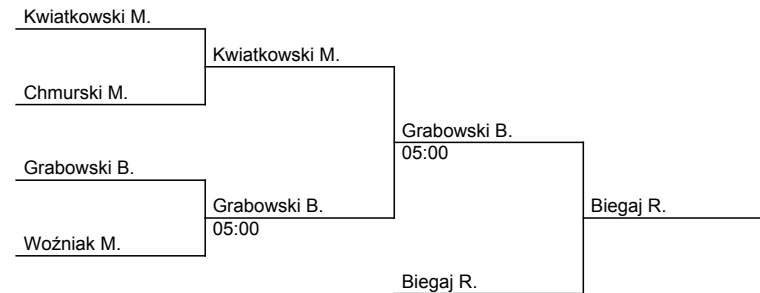 Kwiatkowski M.
Kwiatkowski M.
Chmurski M.
Grabowski B.
05:00
Grabowski B.
Grabowski B.
05:00
Biegaj R.
Woźniak M.
Biegaj R.